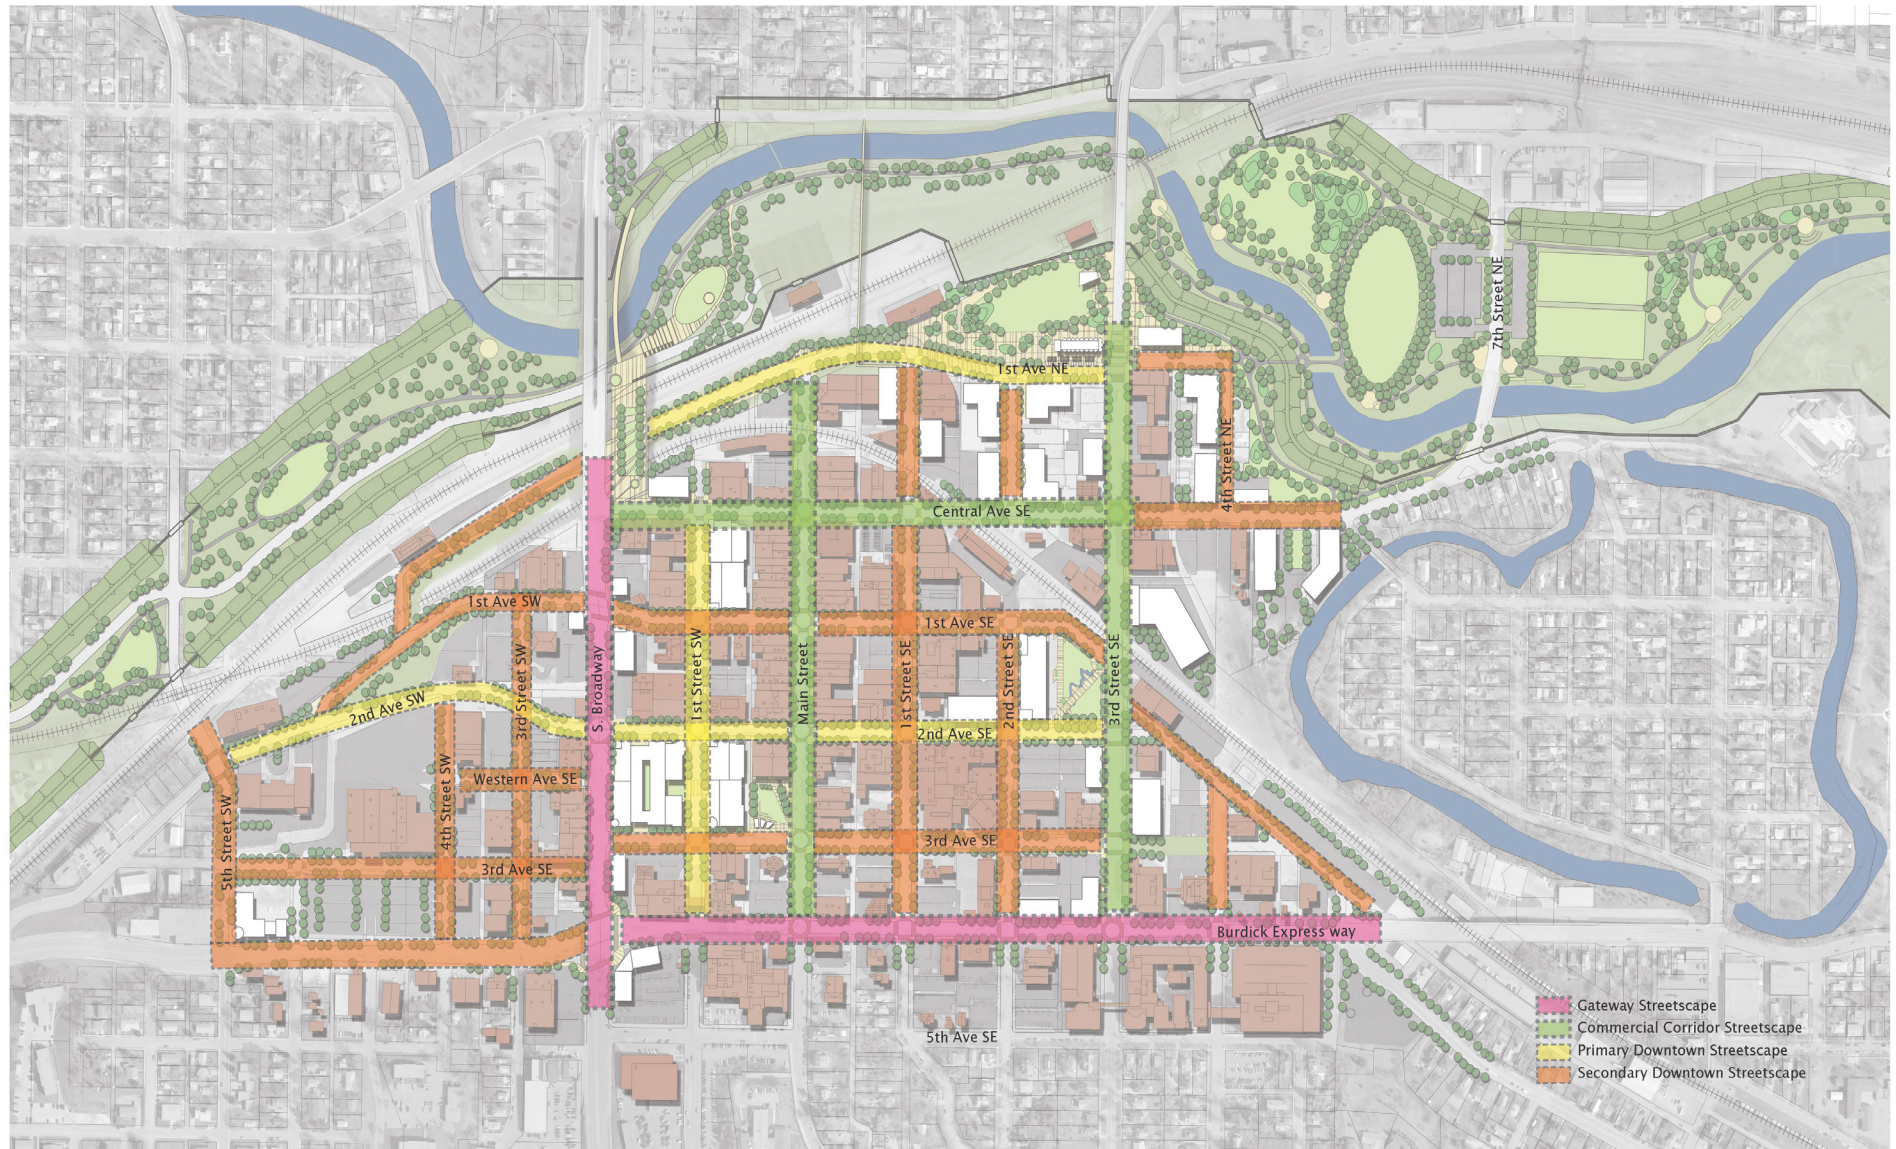 7th Street NE
1st Ave NE
4th Street NE
Central Ave SE
1st Ave SW
1st Ave SE
3rd Street SW
S. Broadway
1st Street SW
Main Street
1st Street SE
2nd Street SE
3rd Street SE
2nd Ave SW
2nd Ave SE
Western Ave SE
5th Street SW
4th Street SW
3rd Ave SE
3rd Ave SE
Burdick Express way
5th Ave SE
Gateway Streetscape
Commercial Corridor Streetscape
Primary Downtown Streetscape
Secondary Downtown Streetscape